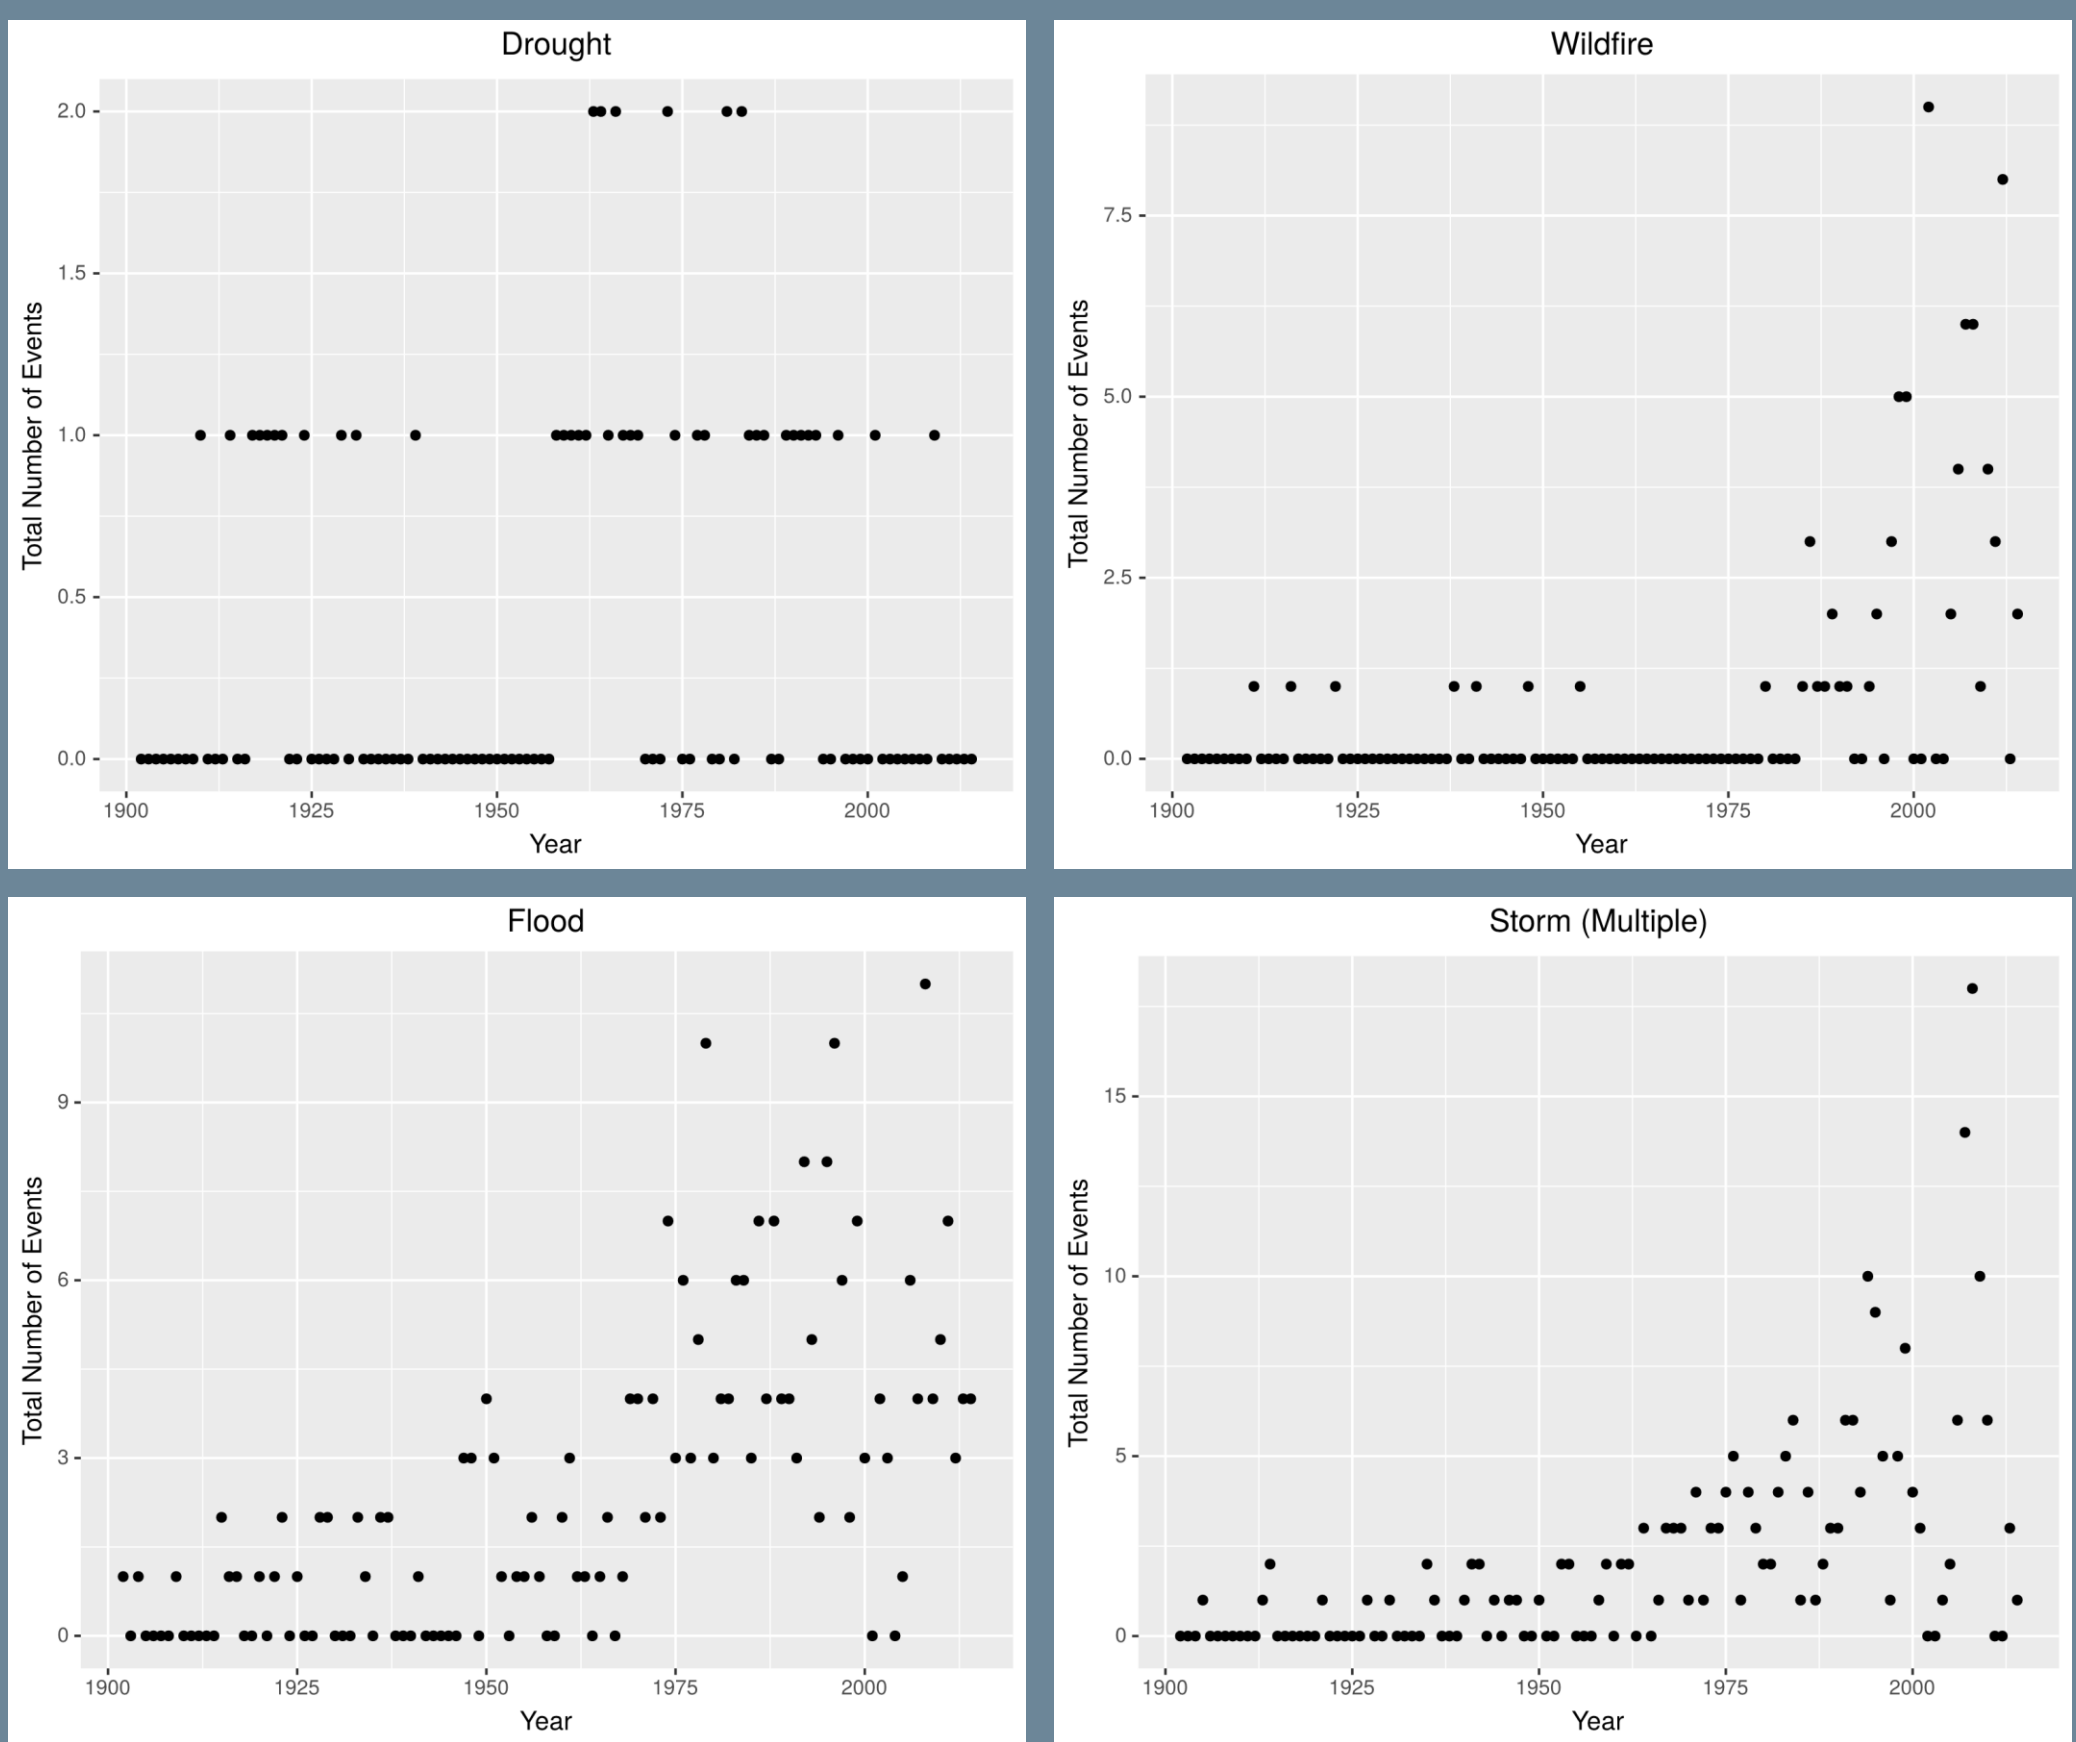 Drought
Total Number of Events
2.0
1.5
1.0
0.5
0.0
1900 1925 1950 1975 2000
Year
Wildfire
Total Number of Events
7.5
5.0
2.5
0.0
1900 1925 1950 1975 2000
Year
Flood
Total Number of Events
9
6
3
0
1900 1925 1950 1975 2000
Year
Storm (Multiple)
Total Number of Events
15
10
5
0
1900 1925 1950 1975 2000
Year